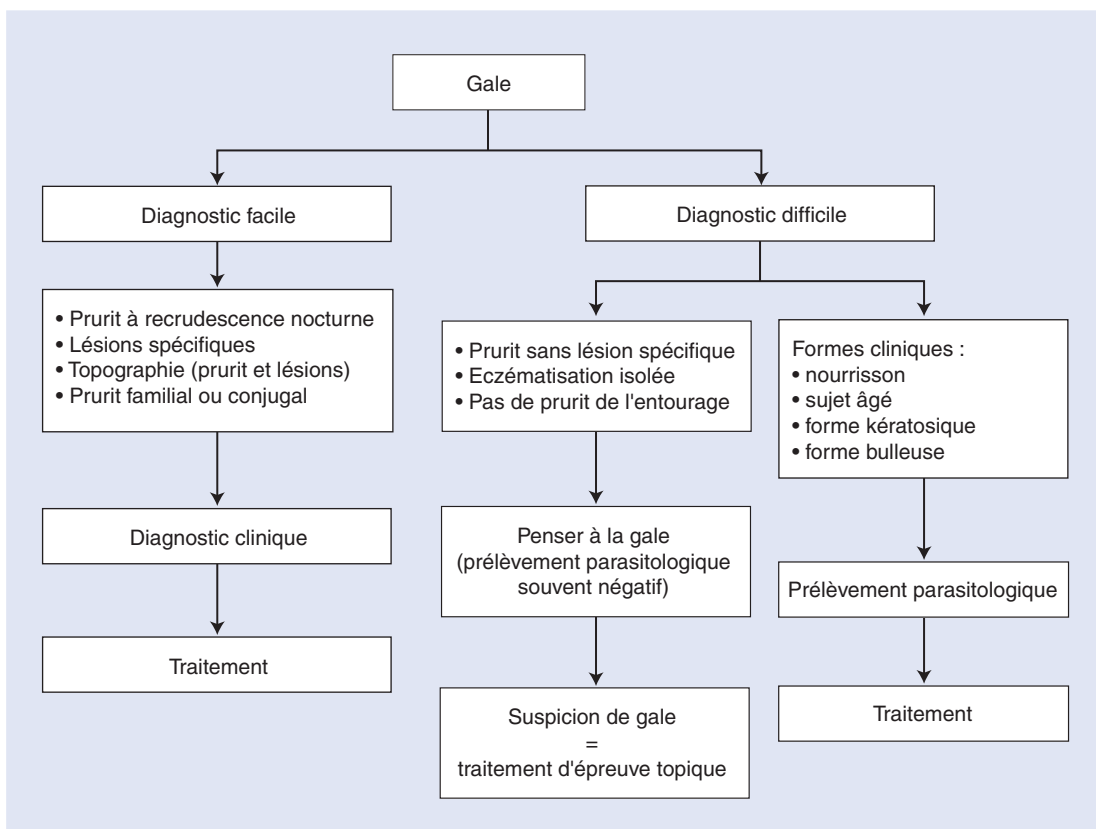 Gale
Diagnostic facile
Diagnostic difficile
• Prurit à recrudescence nocturne
• Lésions spécifiques
• Topographie (prurit et lésions)
• Prurit familial ou conjugal
• Prurit sans lésion spécifique
• Eczématisation isolée
• Pas de prurit de l'entourage
Formes cliniques :
• nourrisson
• sujet âgé
• forme kératosique
• forme bulleuse
Diagnostic clinique
Penser à la gale
(prélèvement parasitologique
souvent négatif)
Prélèvement parasitologique
Traitement
Suspicion de gale
=
traitement d'épreuve topique
Traitement